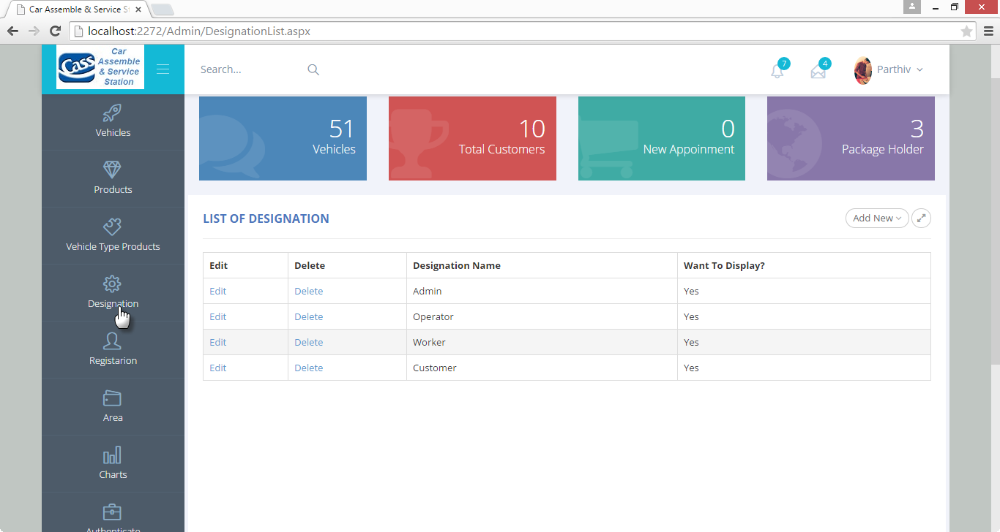 Car Assemble & Service St
localhost:2272/Admin/DesignationList.aspx
Cass
Car
Assemble
& Service
Station
Search...
7
4
Parthiv
Vehicles
Products
Vehicle Type Products
Designation
Registarion
Area
Charts
Authenticate
51
Vehicles
10
Total Customers
0
New Appoinment
3
Package Holder
LIST OF DESIGNATION
Add New
Edit Delete Designation Name Want To Display?
Edit Delete Admin Yes
Edit Delete Operator Yes
Edit Delete Worker Yes
Edit Delete Customer Yes